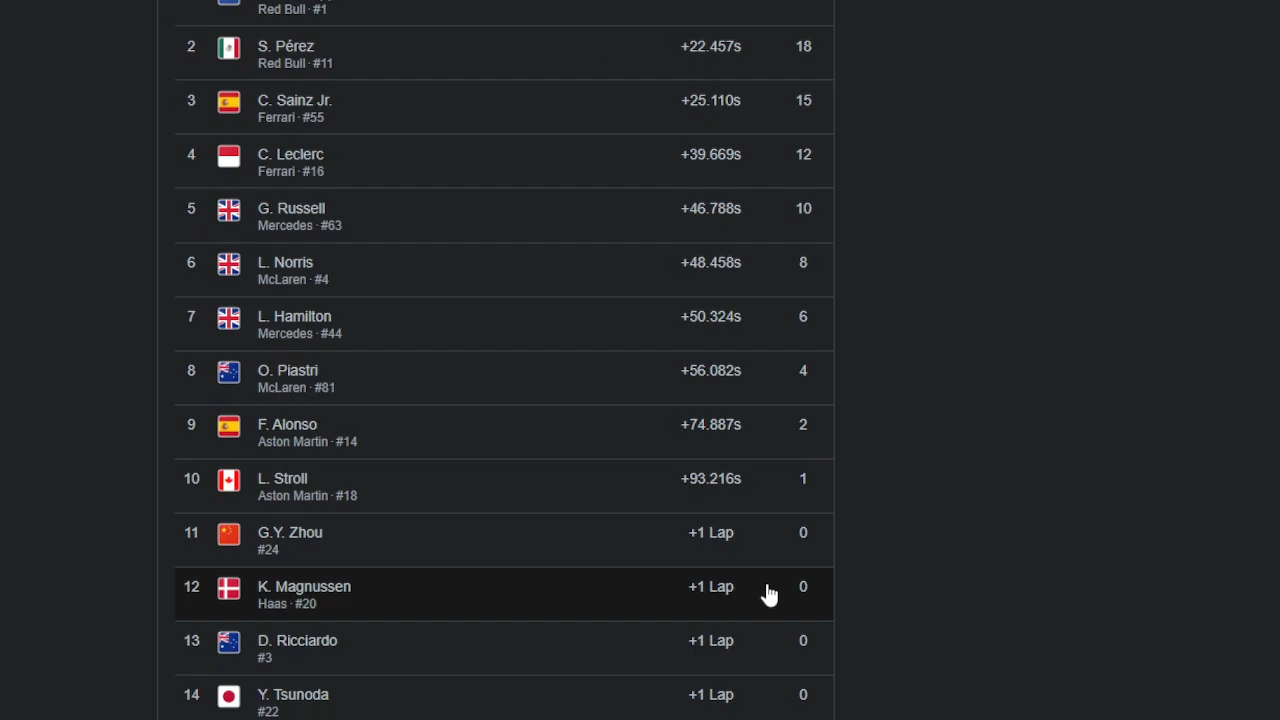 Red Bull · #1
2 S. Pérez +22.457s 18
Red Bull · #11
3 C. Sainz Jr. +25.110s 15
Ferrari · #55
4 C. Leclerc +39.669s 12
Ferrari · #16
5 G. Russell +46.788s 10
Mercedes · #63
6 L. Norris +48.458s 8
McLaren · #4
7 L. Hamilton +50.324s 6
Mercedes · #44
8 O. Piastri +56.082s 4
McLaren · #81
9 F. Alonso +74.887s 2
Aston Martin · #14
10 L. Stroll +93.216s 1
Aston Martin · #18
11 G.Y. Zhou +1 Lap 0
#24
12 K. Magnussen +1 Lap 0
Haas · #20
13 D. Ricciardo +1 Lap 0
#3
14 Y. Tsunoda +1 Lap 0
#22